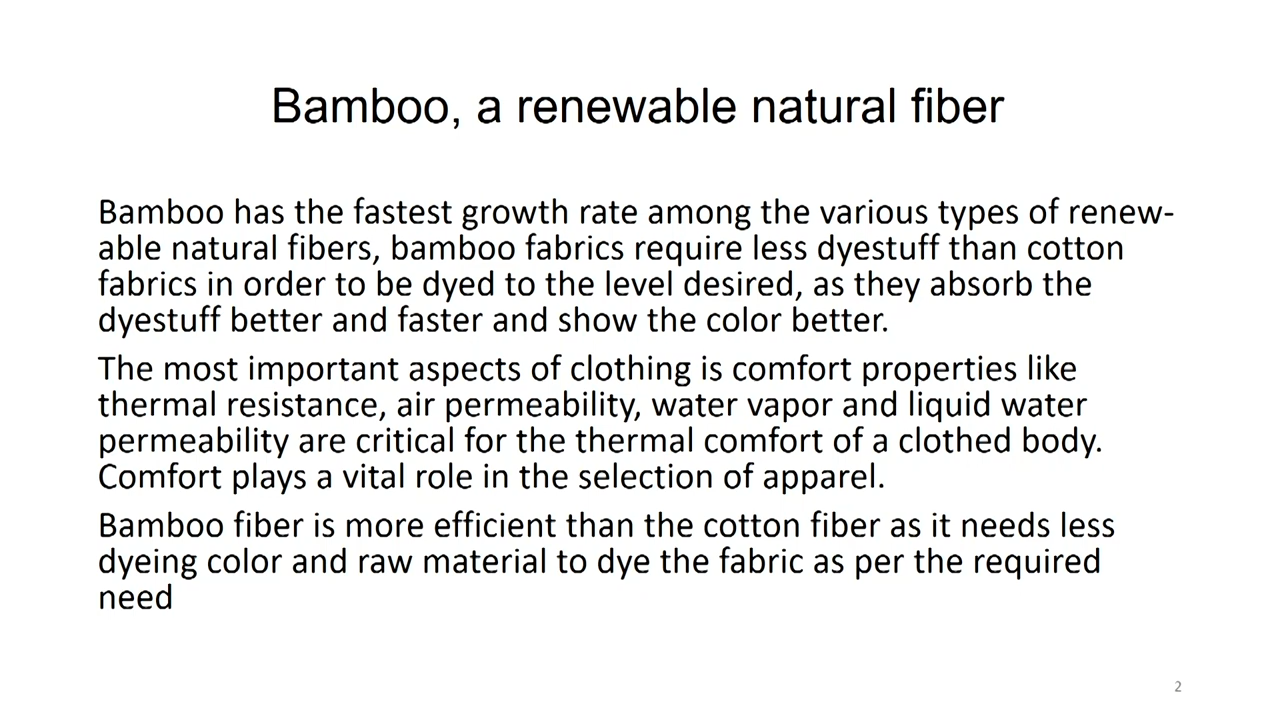 Bamboo, a renewable natural fiber
Bamboo has the fastest growth rate among the various types of renew-
able natural fibers, bamboo fabrics require less dyestuff than cotton
fabrics in order to be dyed to the level desired, as they absorb the
dyestuff better and faster and show the color better.
The most important aspects of clothing is comfort properties like
thermal resistance, air permeability, water vapor and liquid water
permeability are critical for the thermal comfort of a clothed body.
Comfort plays a vital role in the selection of apparel.
Bamboo fiber is more efficient than the cotton fiber as it needs less
dyeing color and raw material to dye the fabric as per the required
need
2